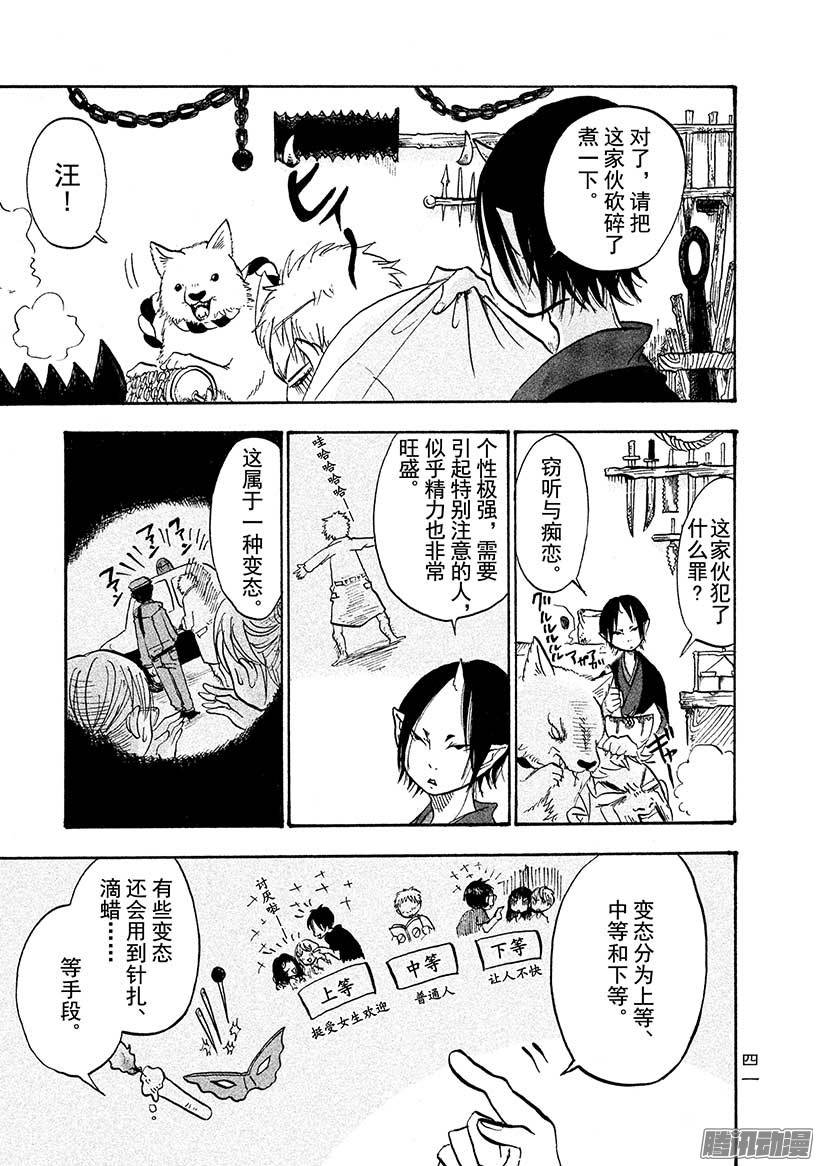 对了，请把
这家伙砍碎了
煮一下。
汪！
ヒィ
这家伙犯了
什么罪？
窃听与痴恋。
个性极强，需要
引起特别注意的人，
似乎精力也非常
旺盛。
哇哈哈哈哈
这属于一种变态。
ファン
ファン
变态分为上等、
中等和下等。
下等
让人不快
中等
普通人
上等
挺受女生欢迎
讨厌啦
有些变态
还会用到针扎、
滴蜡……
等手段。
四一
腾讯动漫